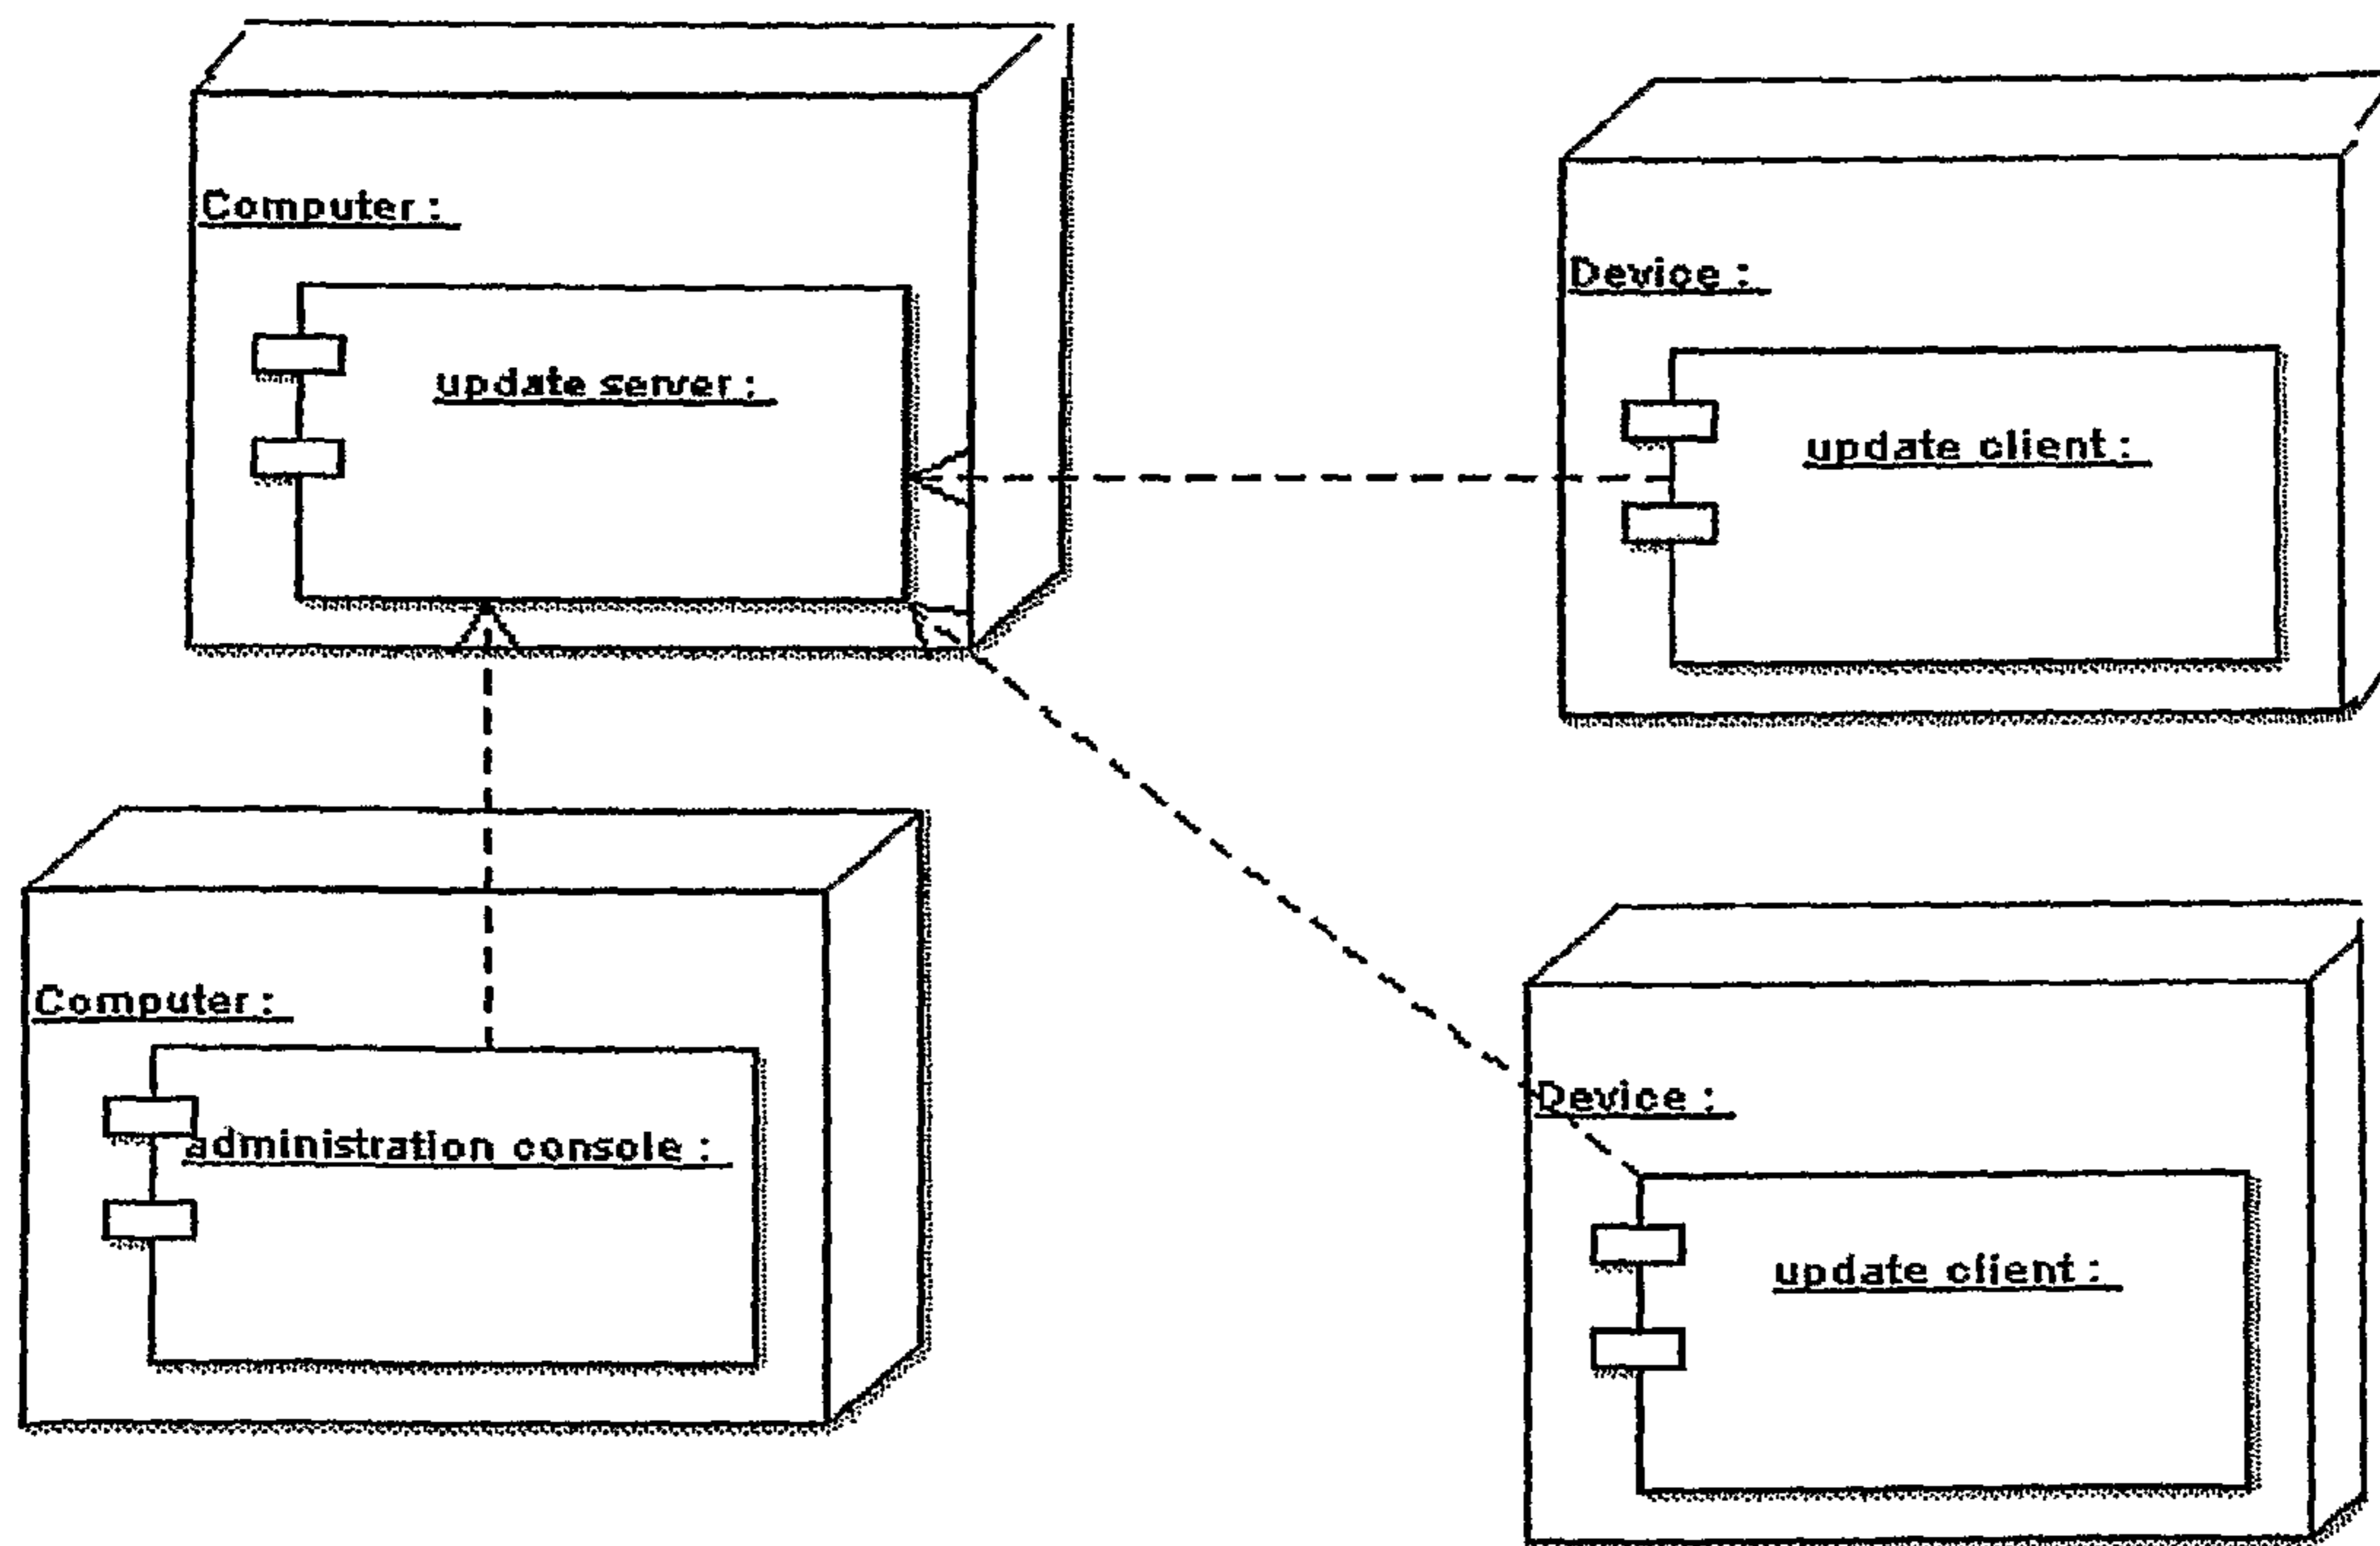 Computer :
update server :
Device :
update client :
Computer :
administration console :
Device :
update client :